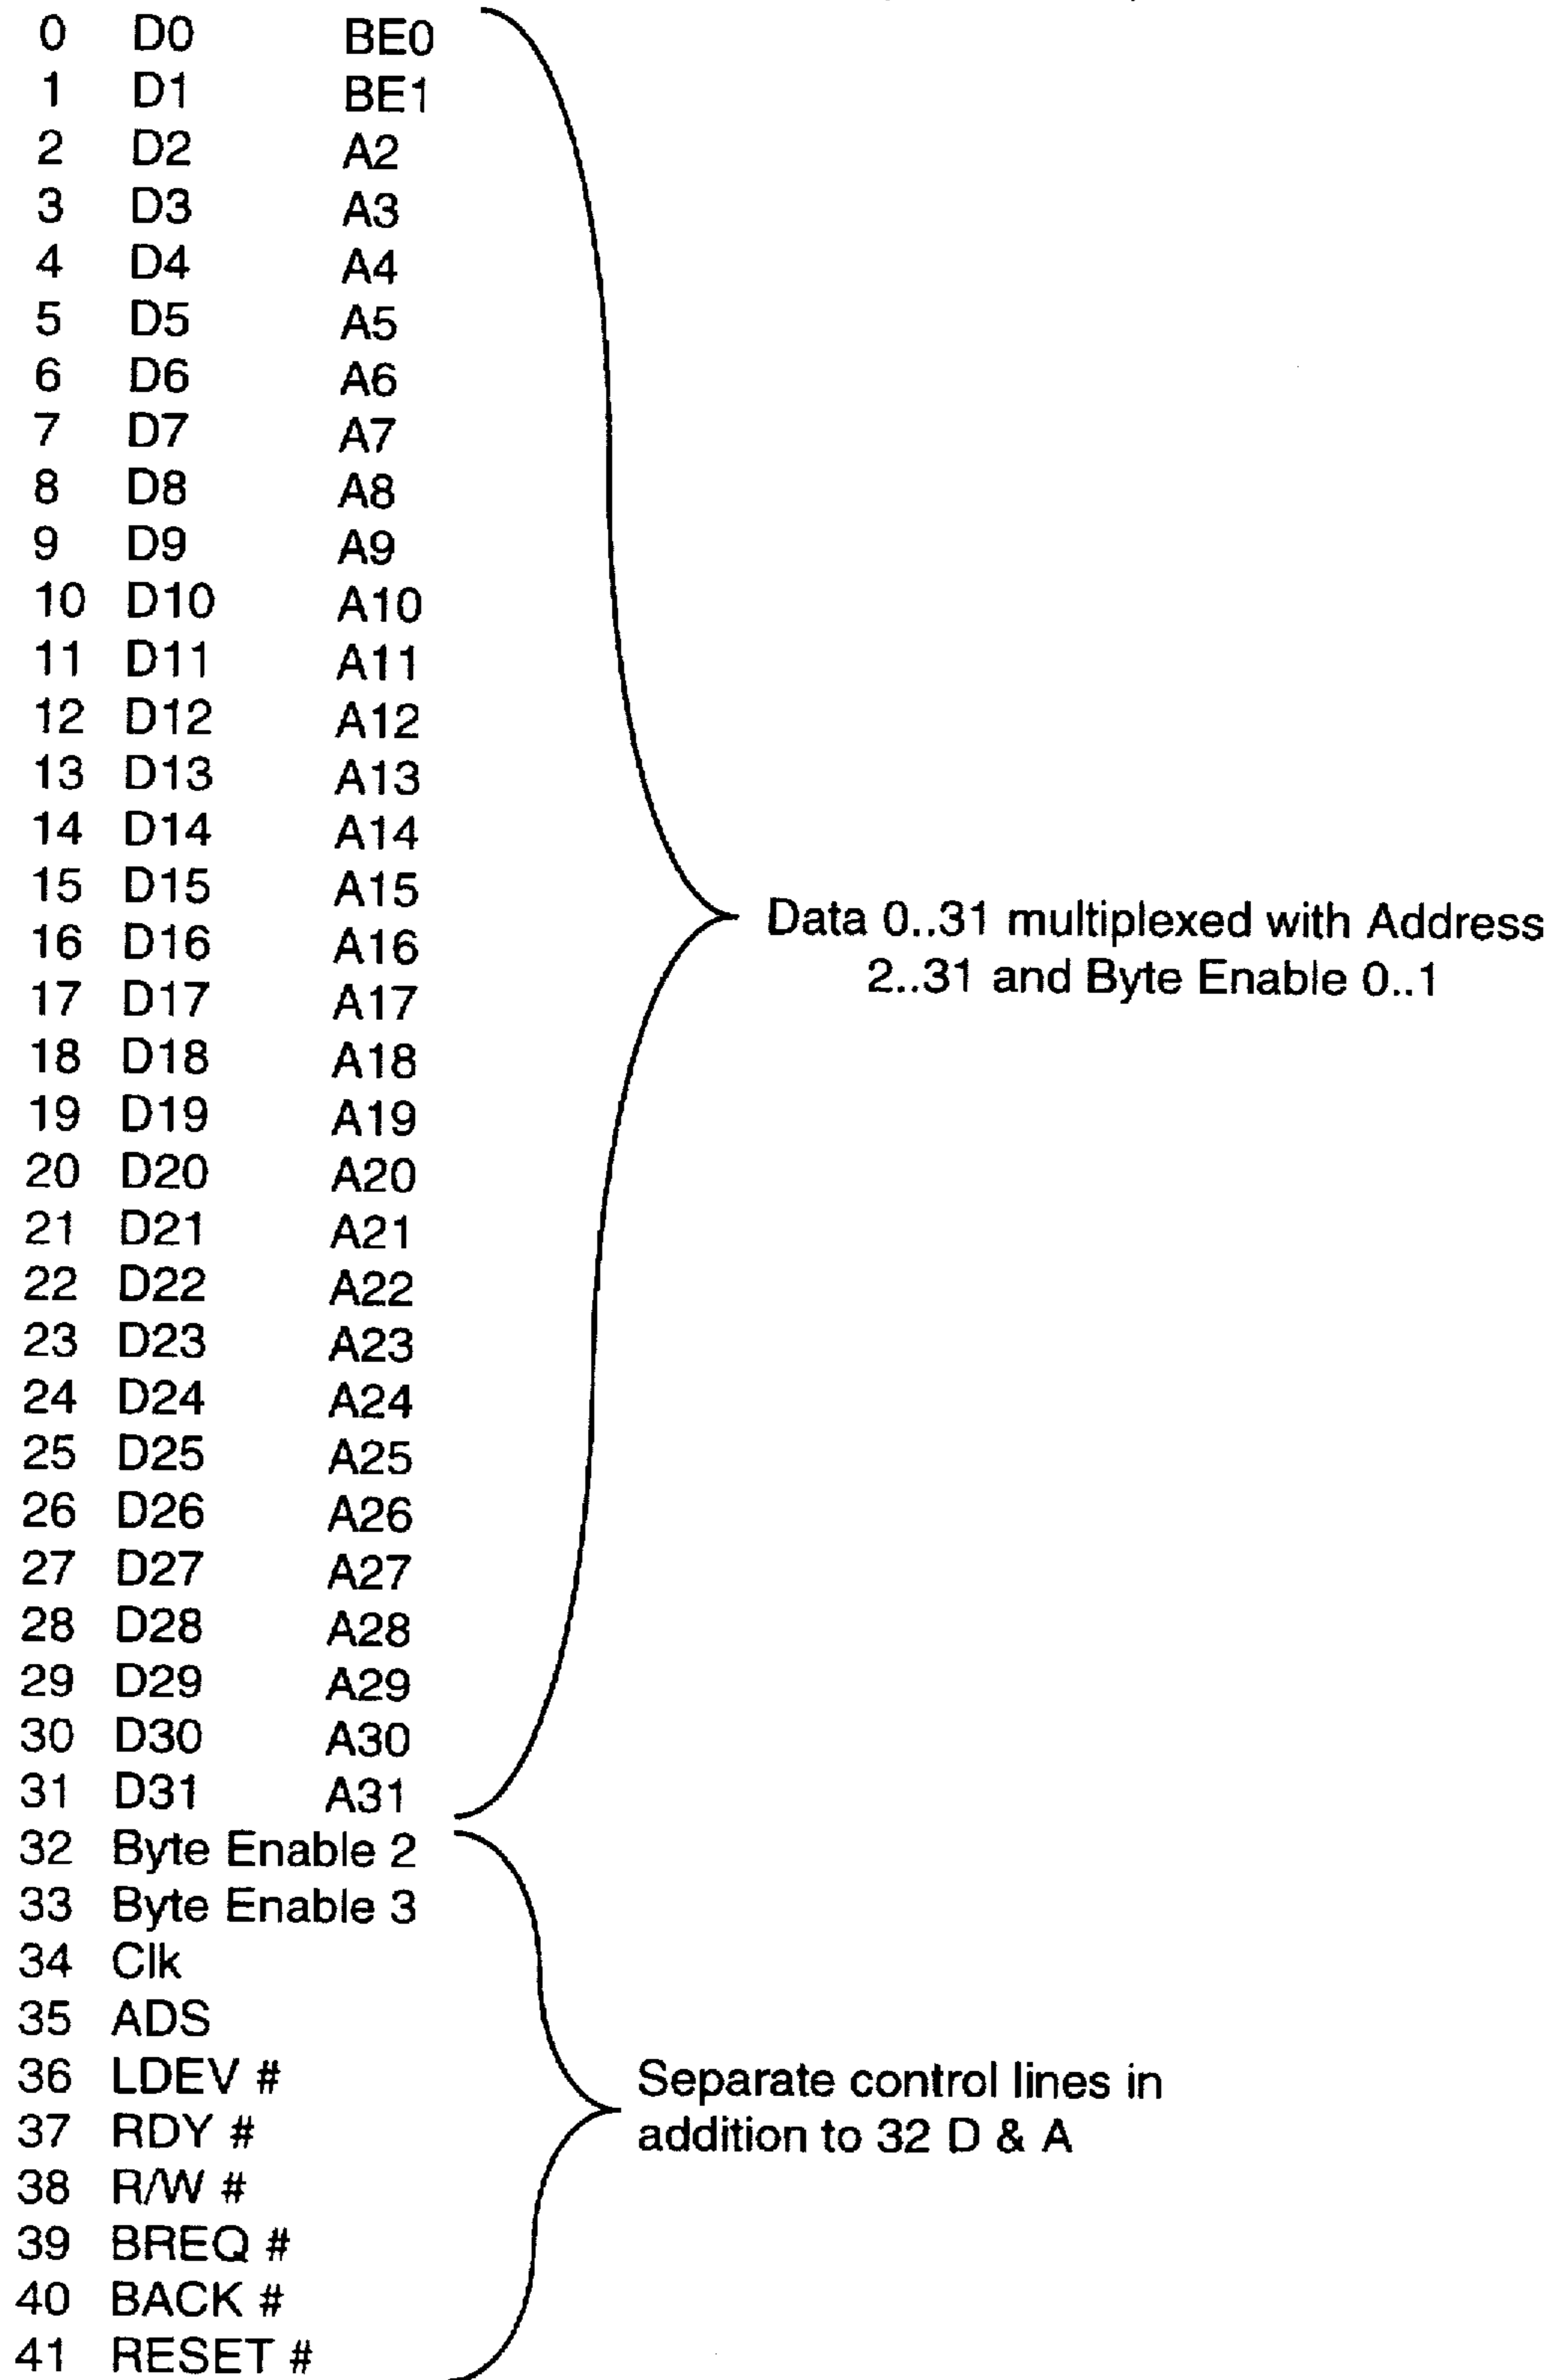 0 D0 BE0
1 D1 BE1
2 D2 A2
3 D3 A3
4 D4 A4
5 D5 A5
6 D6 A6
7 D7 A7
8 D8 A8
9 D9 A9
10 D10 A10
11 D11 A11
12 D12 A12
13 D13 A13
14 D14 A14
15 D15 A15
16 D16 A16
17 D17 A17
18 D18 A18
19 D19 A19
20 D20 A20
21 D21 A21
22 D22 A22
23 D23 A23
24 D24 A24
25 D25 A25
26 D26 A26
27 D27 A27
28 D28 A28
29 D29 A29
30 D30 A30
31 D31 A31
Data 0..31 multiplexed with Address
2..31 and Byte Enable 0..1
32 Byte Enable 2
33 Byte Enable 3
34 Clk
35 ADS
36 LDEV #
37 RDY #
38 R/W #
39 BREQ #
40 BACK #
41 RESET #
Separate control lines in
addition to 32 D & A